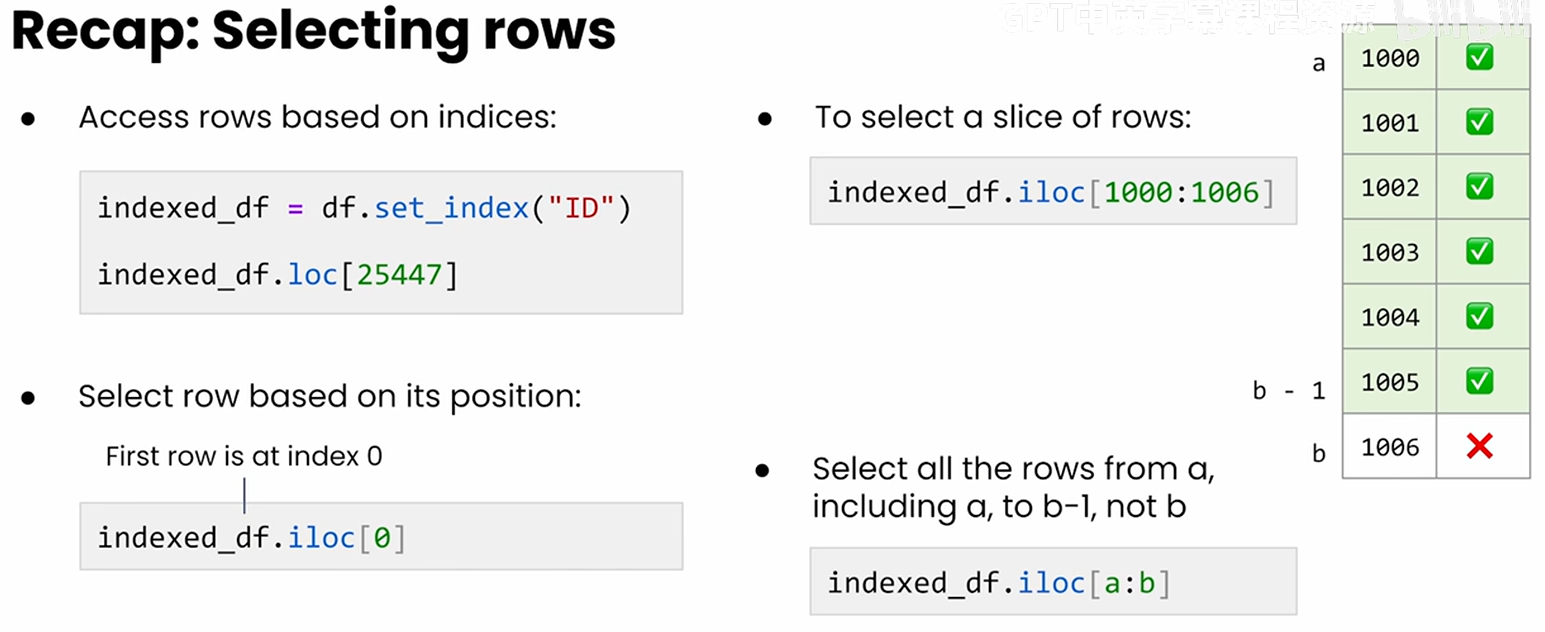 Recap: Selecting rows
GPT中英字幕课程资源
bilibili
● Access rows based on indices:
indexed_df = df.set_index("ID")
indexed_df.loc[25447]
● Select row based on its position:
First row is at index 0
indexed_df.iloc[0]
● To select a slice of rows:
indexed_df.iloc[1000:1006]
● Select all the rows from a,
including a, to b-1, not b
indexed_df.iloc[a:b]
a 1000 ✅
1001 ✅
1002 ✅
1003 ✅
1004 ✅
b - 1 1005 ✅
b 1006 ❌